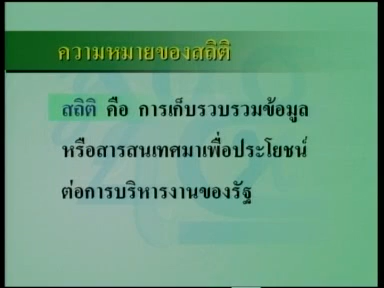 ความหมายของสถิติ
สถิติ คือ การเก็บรวบรวมข้อมูล
หรือสารสนเทศมาเพื่อประโยชน์
ต่อการบริหารงานของรัฐ